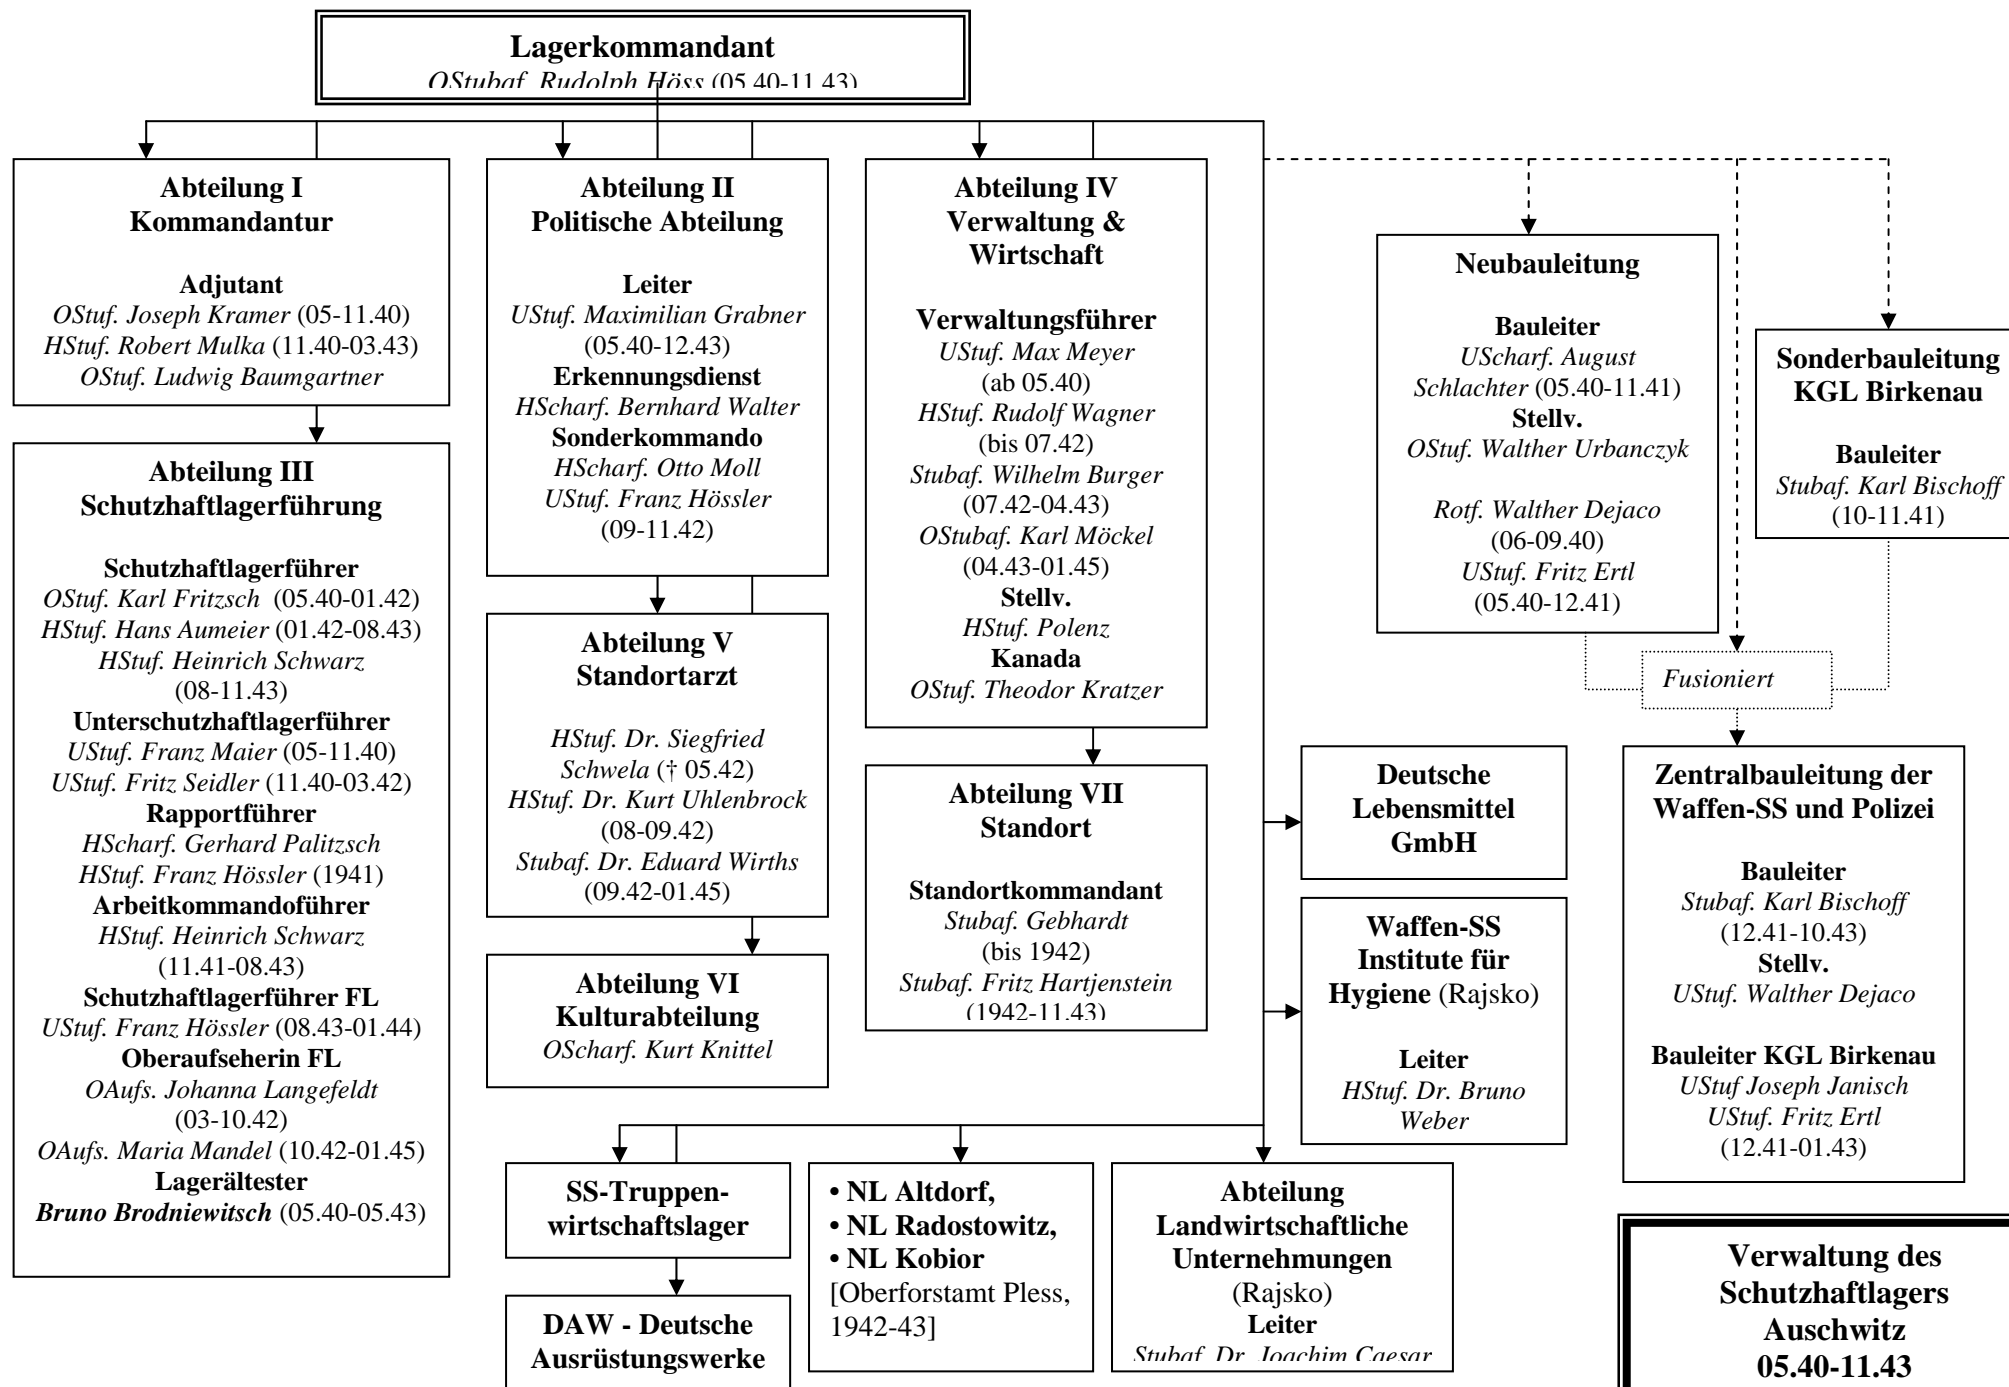 Lagerkommandant
OStubaf. Rudolph Höss (05.40-11.43)
Abteilung I
Kommandantur
Adjutant
OStuf. Joseph Kramer (05-11.40)
HStuf. Robert Mulka (11.40-03.43)
OStuf. Ludwig Baumgartner
Abteilung III
Schutzhaftlagerführung
Schutzhaftlagerführer
OStuf. Karl Fritzsch (05.40-01.42)
HStuf. Hans Aumeier (01.42-08.43)
HStuf. Heinrich Schwarz
(08-11.43)
Unterschutzhaftlagerführer
UStuf. Franz Maier (05-11.40)
UStuf. Fritz Seidler (11.40-03.42)
Rapportführer
HScharf. Gerhard Palitzsch
HStuf. Franz Hössler (1941)
Arbeitkommandoführer
HStuf. Heinrich Schwarz
(11.41-08.43)
Schutzhaftlagerführer FL
UStuf. Franz Hössler (08.43-01.44)
Oberaufseherin FL
OAufs. Johanna Langefeldt
(03-10.42)
OAufs. Maria Mandel (10.42-01.45)
Lagerältester
Bruno Brodniewitsch (05.40-05.43)
Abteilung II
Politische Abteilung
Leiter
UStuf. Maximilian Grabner
(05.40-12.43)
Erkennungsdienst
HScharf. Bernhard Walter
Sonderkommando
HScharf. Otto Moll
UStuf. Franz Hössler
(09-11.42)
Abteilung V
Standortarzt
HStuf. Dr. Siegfried
Schwela († 05.42)
HStuf. Dr. Kurt Uhlenbrock
(08-09.42)
Stubaf. Dr. Eduard Wirths
(09.42-01.45)
Abteilung VI
Kulturabteilung
OScharf. Kurt Knittel
Abteilung IV
Verwaltung &
Wirtschaft
Verwaltungsführer
UStuf. Max Meyer
(ab 05.40)
HStuf. Rudolf Wagner
(bis 07.42)
Stubaf. Wilhelm Burger
(07.42-04.43)
OStubaf. Karl Möckel
(04.43-01.45)
Stellv.
HStuf. Polenz
Kanada
OStuf. Theodor Kratzer
Abteilung VII
Standort
Standortkommandant
Stubaf. Gebhardt
(bis 1942)
Stubaf. Fritz Hartjenstein
(1942-11.43)
Neubauleitung
Bauleiter
UScharf. August
Schlachter (05.40-11.41)
Stellv.
OStuf. Walther Urbanczyk
Rotf. Walther Dejaco
(06-09.40)
UStuf. Fritz Ertl
(05.40-12.41)
Sonderbauleitung
KGL Birkenau
Bauleiter
Stubaf. Karl Bischoff
(10-11.41)
Fusioniert
Deutsche
Lebensmittel
GmbH
Waffen-SS
Institute für
Hygiene (Rajsko)
Leiter
HStuf. Dr. Bruno
Weber
Zentralbauleitung der
Waffen-SS und Polizei
Bauleiter
Stubaf. Karl Bischoff
(12.41-10.43)
Stellv.
UStuf. Walther Dejaco
Bauleiter KGL Birkenau
UStuf Joseph Janisch
UStuf. Fritz Ertl
(12.41-01.43)
SS-Truppen-
wirtschaftslager
DAW - Deutsche
Ausrüstungswerke
• NL Altdorf,
• NL Radostowitz,
• NL Kobior
[Oberforstamt Pless,
1942-43]
Abteilung
Landwirtschaftliche
Unternehmungen
(Rajsko)
Leiter
Stubaf. Dr. Joachim Caesar
Verwaltung des
Schutzhaftlagers
Auschwitz
05.40-11.43